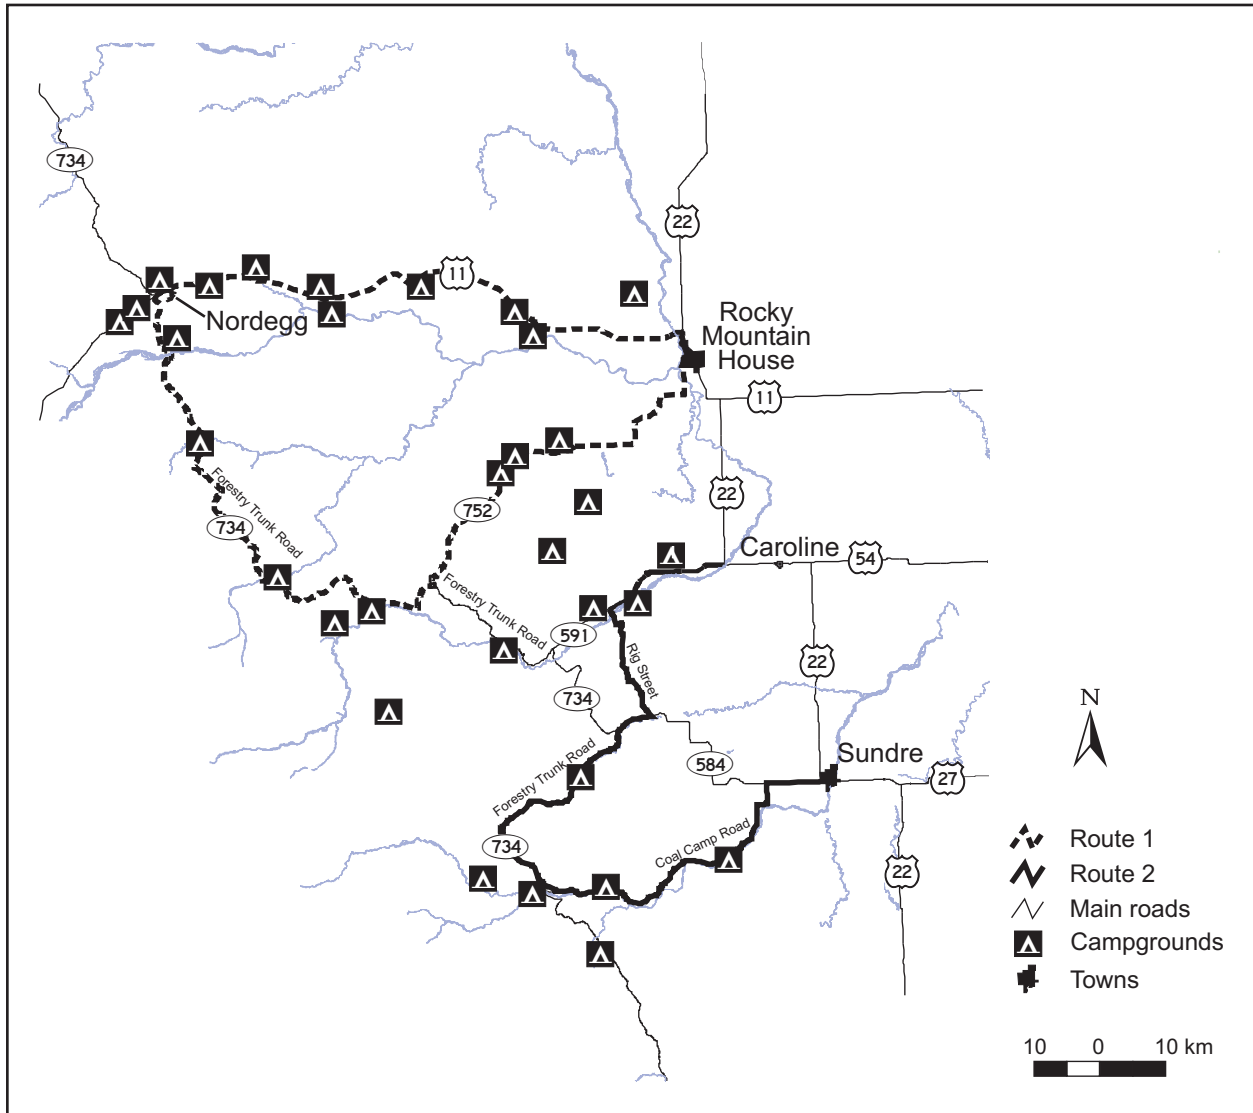 734
22
11
Rocky
Mountain
House
Nordegg
11
22
Forestry Trunk Road
752
734
Caroline
54
Forestry Trunk Road
591
Rig Street
22
N
734
Sundre
584
27
Forestry Trunk Road
Coal Camp Road
734
22
Route 1
Route 2
Main roads
Campgrounds
Towns
10 0 10 km